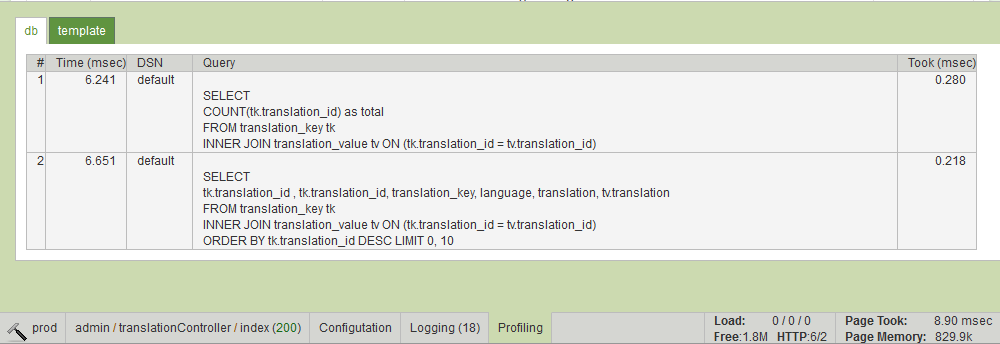 db template
# Time (msec) DSN Query Took (msec)
1 6.241 default 0.280
SELECT
COUNT(tk.translation_id) as total
FROM translation_key tk
INNER JOIN translation_value tv ON (tk.translation_id = tv.translation_id)
2 6.651 default 0.218
SELECT
tk.translation_id , tk.translation_id, translation_key, language, translation, tv.translation
FROM translation_key tk
INNER JOIN translation_value tv ON (tk.translation_id = tv.translation_id)
ORDER BY tk.translation_id DESC LIMIT 0, 10
prod admin / translationController / index (200) Configutation Logging (18) Profiling
Load: 0 / 0 / 0 Page Took: 8.90 msec
Free:1.8M HTTP:6/2 Page Memory: 829.9k